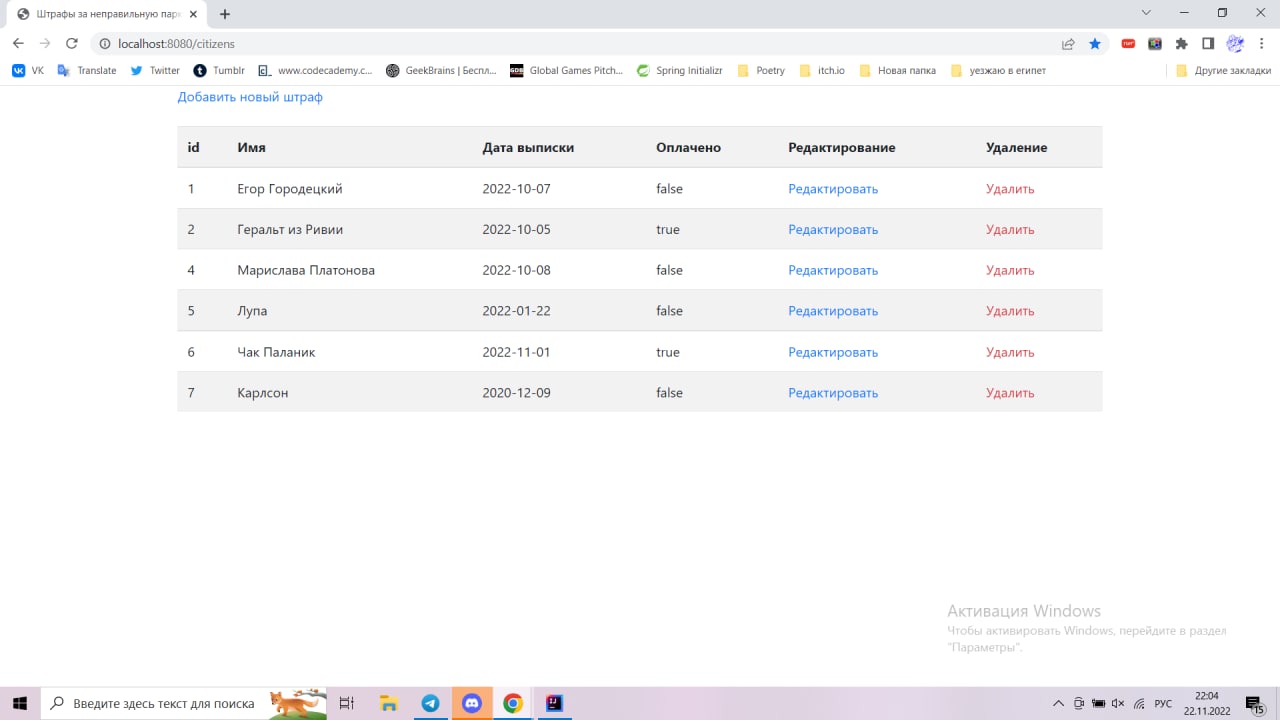 Штрафы за неправильную парк
localhost:8080/citizens
VK Translate Twitter Tumblr www.codecademy.c... GeekBrains | Беспл... Global Games Pitch... Spring Initializr Poetry itch.io Новая папка уезжаю в египет Другие закладки
Добавить новый штраф
id Имя Дата выписки Оплачено Редактирование Удаление
1 Егор Городецкий 2022-10-07 false Редактировать Удалить
2 Геральт из Ривии 2022-10-05 true Редактировать Удалить
4 Марислава Платонова 2022-10-08 false Редактировать Удалить
5 Лупа 2022-01-22 false Редактировать Удалить
6 Чак Паланик 2022-11-01 true Редактировать Удалить
7 Карлсон 2020-12-09 false Редактировать Удалить
Активация Windows
Чтобы активировать Windows, перейдите в раздел
"Параметры".
Введите здесь текст для поиска
РУС
22:04
22.11.2022
15